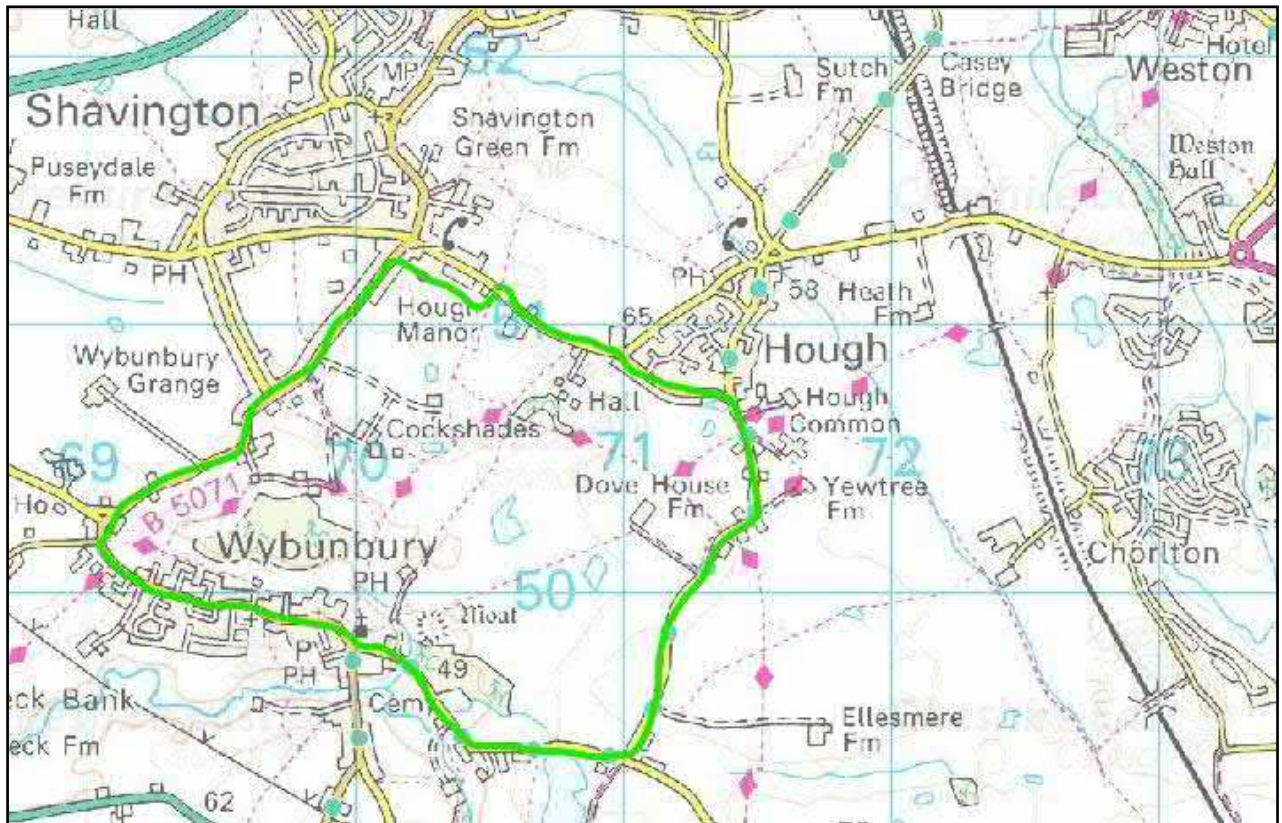 Hall
52
MP
P
Sutch
Fm
Casey
Bridge
Hotel
Weston
Shavington
Shavington
Green Fm
Puseydale
Fm
Weston
Hall
PH
PH
58
Heath
Fm
Hough
Manor
51
65
Hough
Wybunbury
Grange
Hall
Hough
Common
Cockshades
69
70
71
72
73
Ho
B 5071
Dove House
Fm
Yewtree
Fm
Wybunbury
PH
50
Chorlton
Moat
P
PH
49
Cemy
eck Bank
eck Fm
Ellesmere
Fm
62